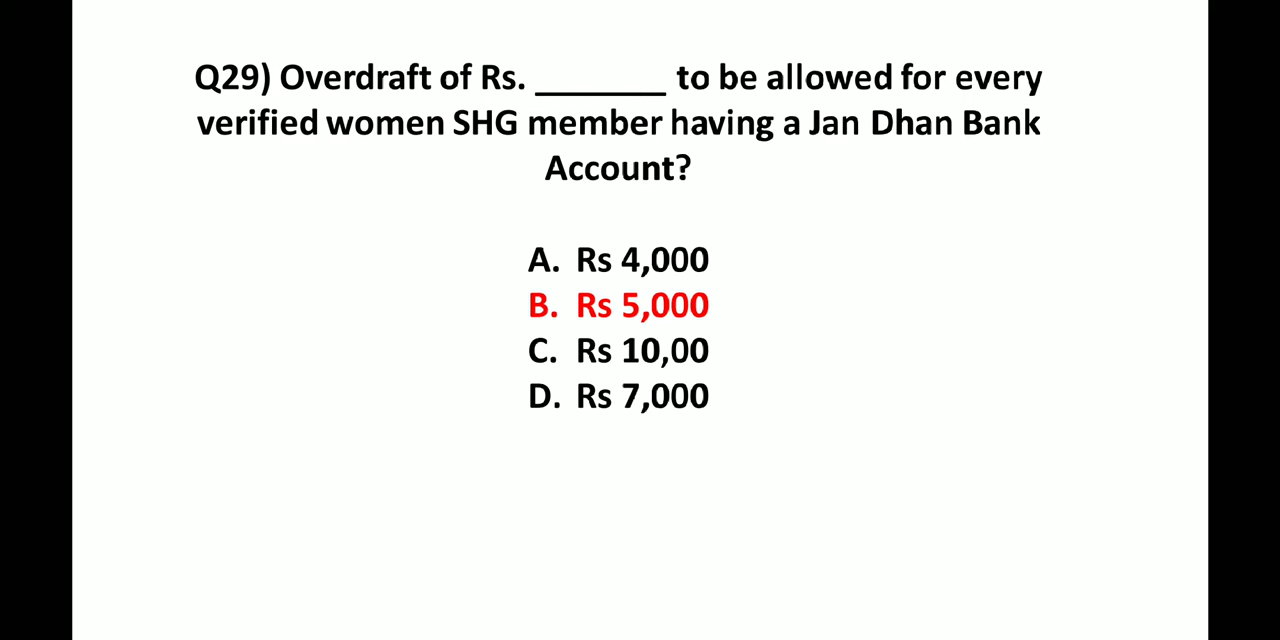 Q29) Overdraft of Rs. _______ to be allowed for every
verified women SHG member having a Jan Dhan Bank
Account?
A. Rs 4,000
B. Rs 5,000
C. Rs 10,00
D. Rs 7,000